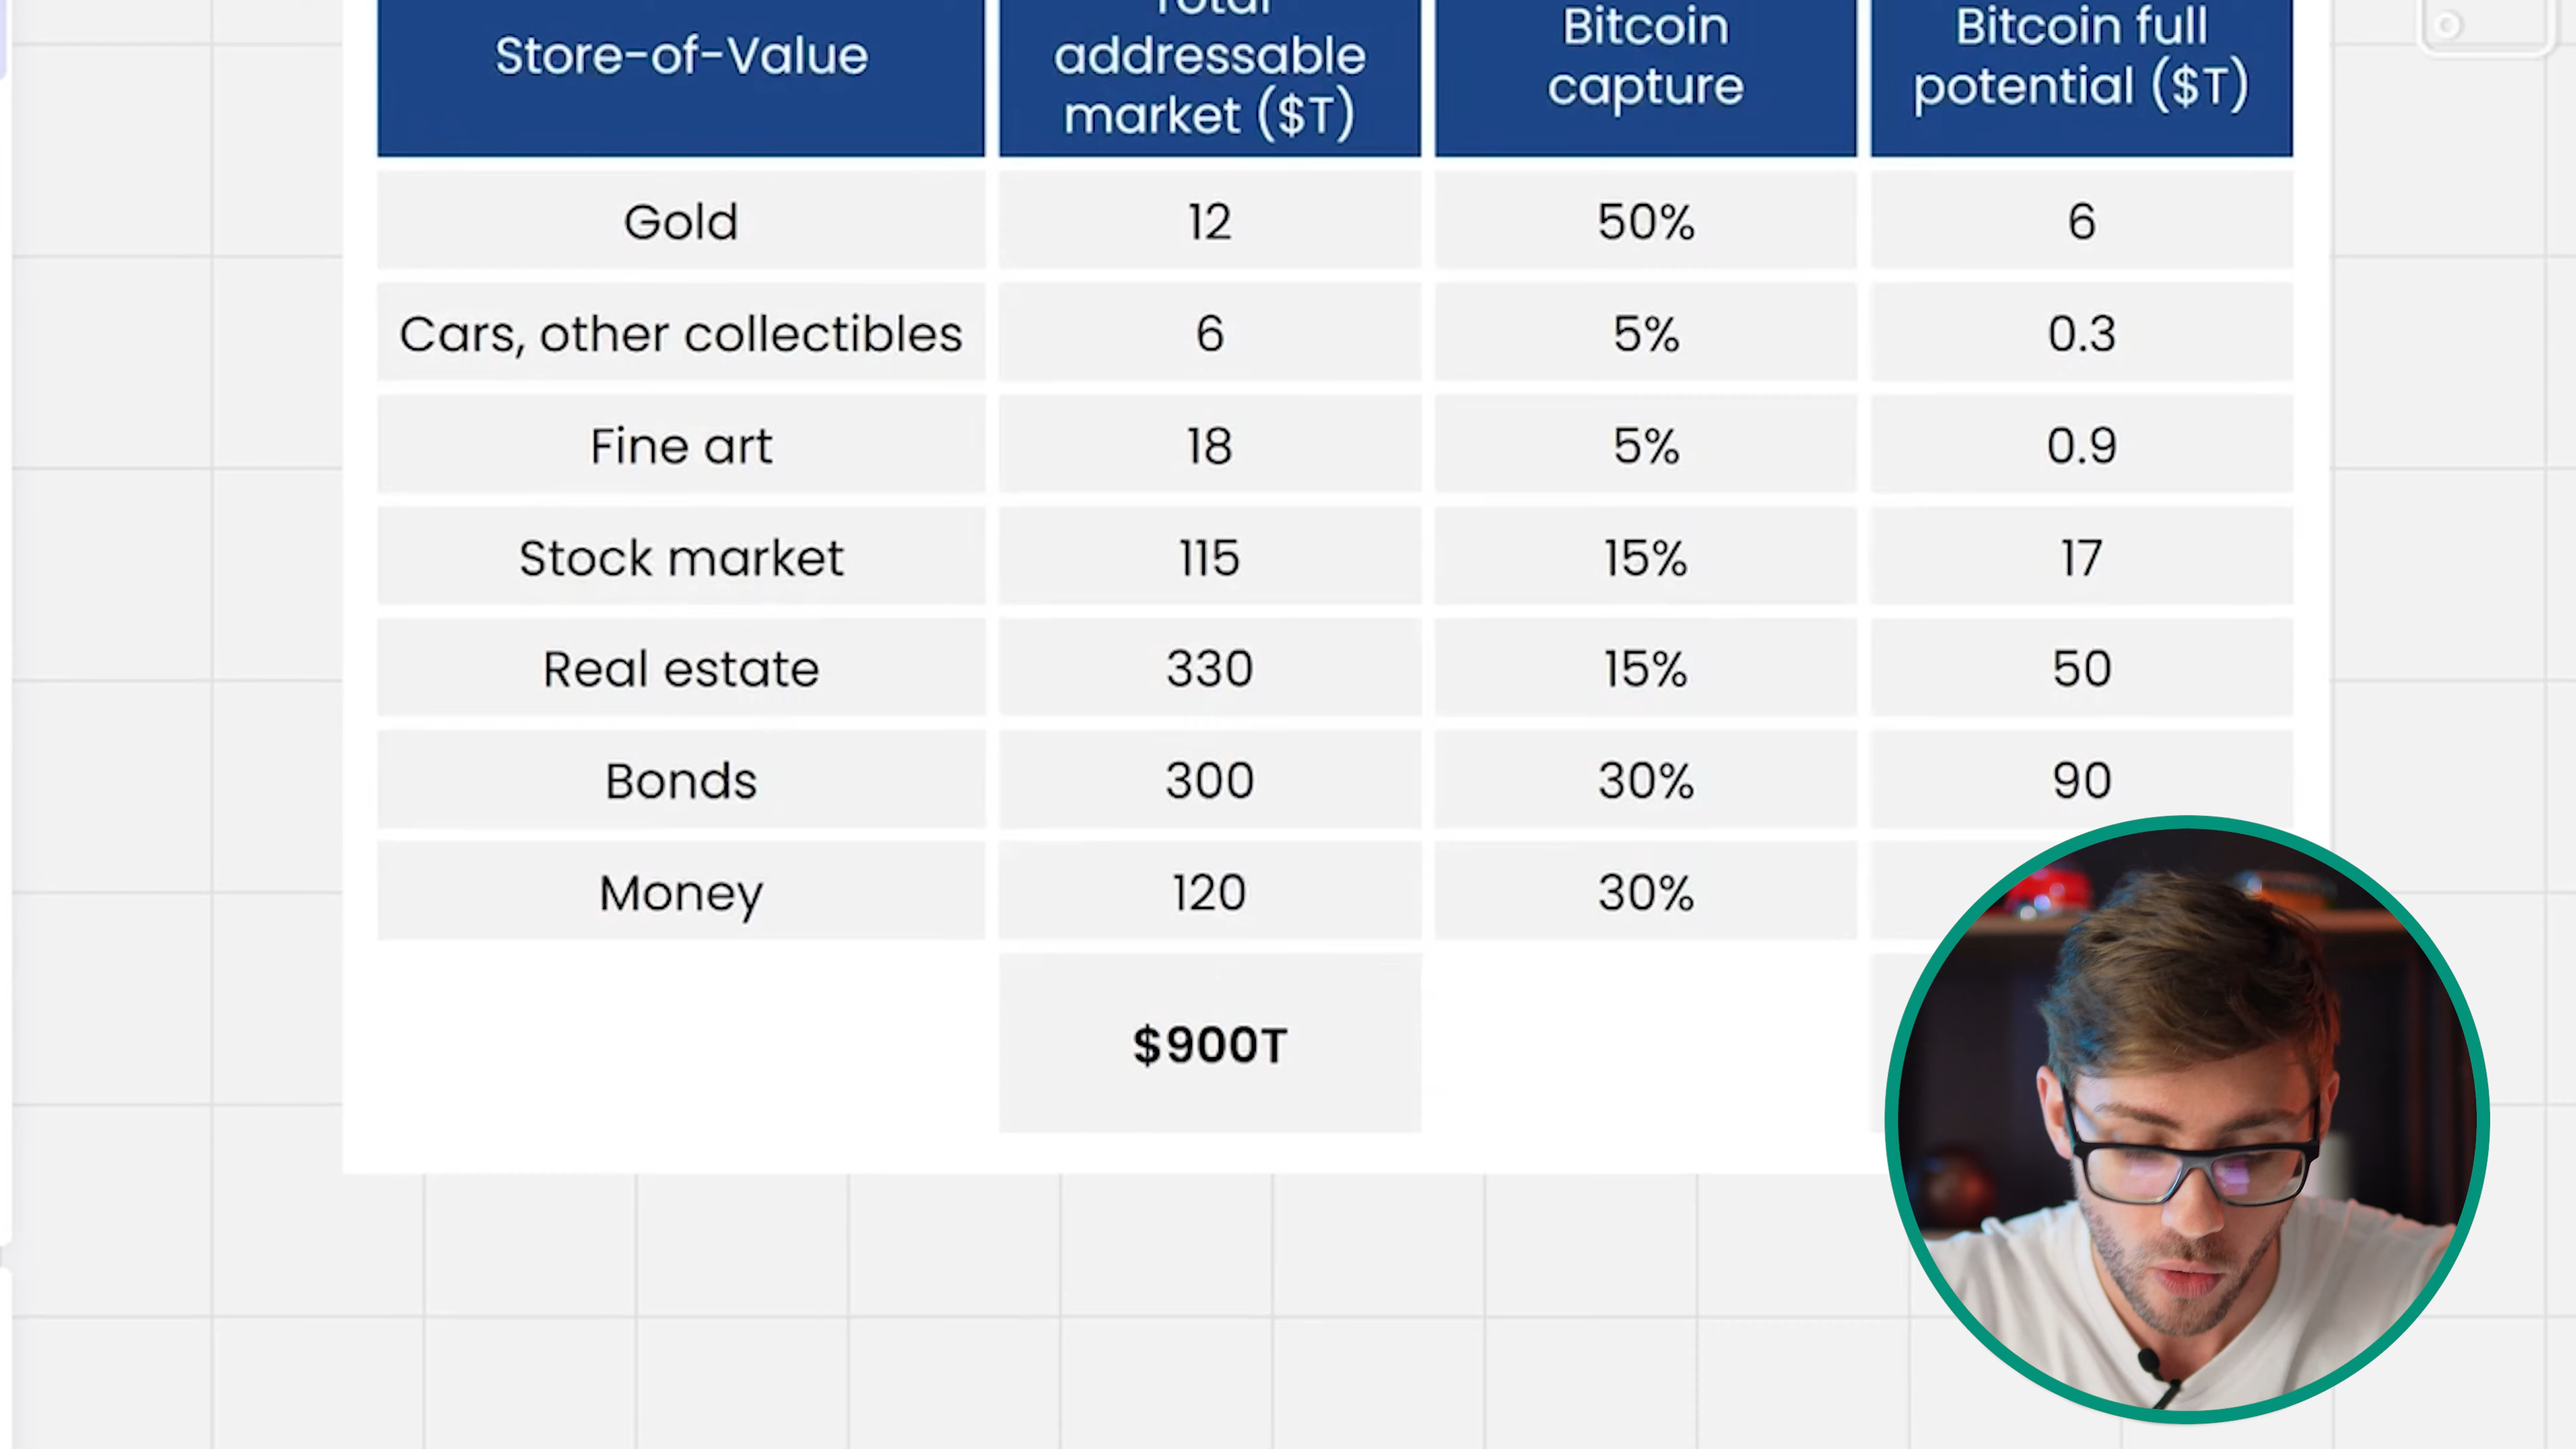 Store-of-Value
Total
addressable
market ($T)
Bitcoin
capture
Bitcoin full
potential ($T)
Gold 12 50% 6
Cars, other collectibles 6 5% 0.3
Fine art 18 5% 0.9
Stock market 115 15% 17
Real estate 330 15% 50
Bonds 300 30% 90
Money 120 30%
$900T